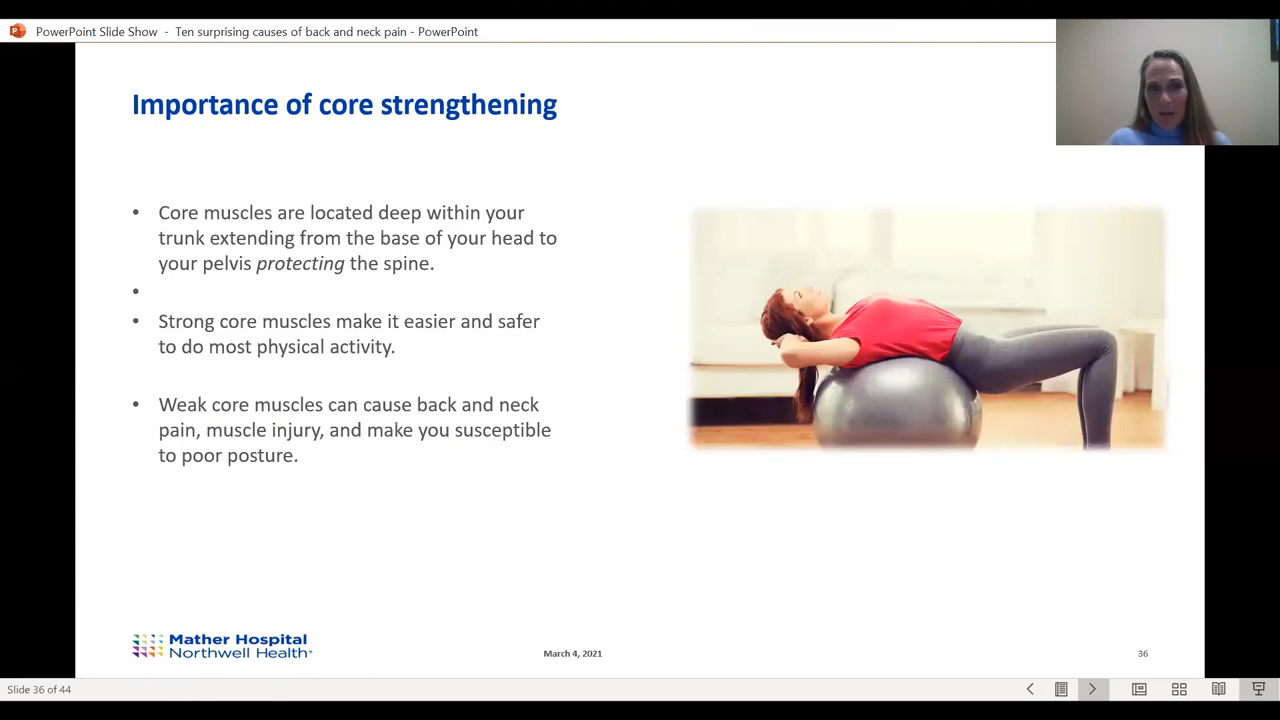 PowerPoint Slide Show - Ten surprising causes of back and neck pain - PowerPoint
Importance of core strengthening
• Core muscles are located deep within your
trunk extending from the base of your head to
your pelvis protecting the spine.
•
• Strong core muscles make it easier and safer
to do most physical activity.
• Weak core muscles can cause back and neck
pain, muscle injury, and make you susceptible
to poor posture.
Mather Hospital
Northwell Health®
March 4, 2021
36
Slide 36 of 44